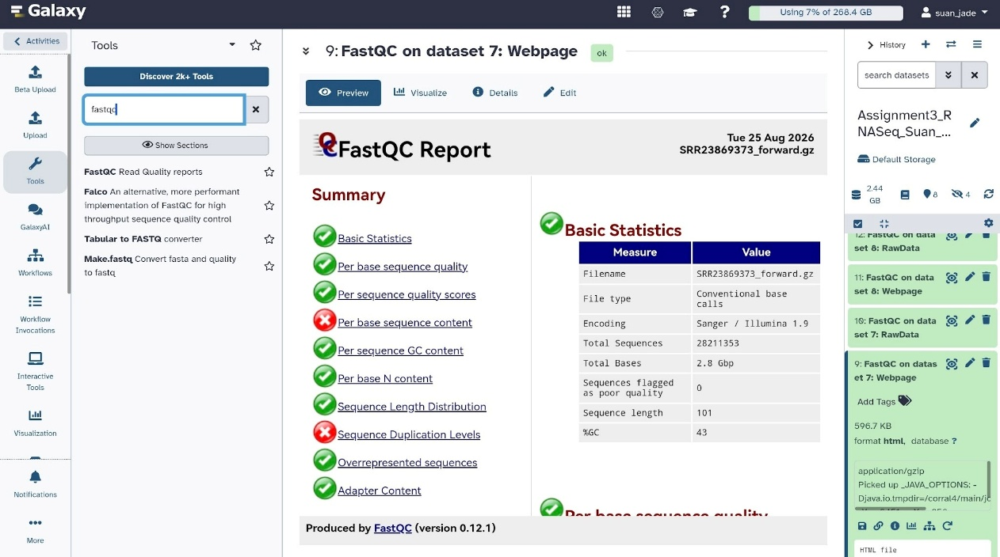 Galaxy
Using 7% of 268.4 GB
suan_jade
Activities
Beta Upload
Upload
Tools
GalaxyAI
Workflows
Workflow
Invocations
Interactive
Tools
Visualization
Notifications
More
Tools
Discover 2k+ Tools
fastqc
Show Sections
FastQC Read Quality reports
Falco An alternative, more performant
implementation of FastQC for high
throughput sequence quality control
Tabular to FASTQ converter
Make.fastq Convert fasta and quality
to fastq
9: FastQC on dataset 7: Webpage
ok
Preview
Visualize
Details
Edit
FastQC Report
Tue 25 Aug 2026
SRR23869373_forward.gz
Summary
Basic Statistics
Per base sequence quality
Per sequence quality scores
Per base sequence content
Per sequence GC content
Per base N content
Sequence Length Distribution
Sequence Duplication Levels
Overrepresented sequences
Adapter Content
Basic Statistics
Measure Value
Filename SRR23869373_forward.gz
File type Conventional base
calls
Encoding Sanger / Illumina 1.9
Total Sequences 28211353
Total Bases 2.8 Gbp
Sequences flagged
as poor quality 0
Sequence length 101
%GC 43
Per base sequence quality
Produced by FastQC (version 0.12.1)
History
search datasets
Assignment3_R
NASeq_Suan_...
Default Storage
2.44
GB
8
4
12: FastQC on data
set 8: RawData
11: FastQC on data
set 8: Webpage
10: FastQC on data
set 7: RawData
9: FastQC on datas
et 7: Webpage
Add Tags
596.7 KB
format html, database ?
application/gzip
Picked up _JAVA_OPTIONS: -
Djava.io.tmpdir=/corral4/main/jo
HTML file